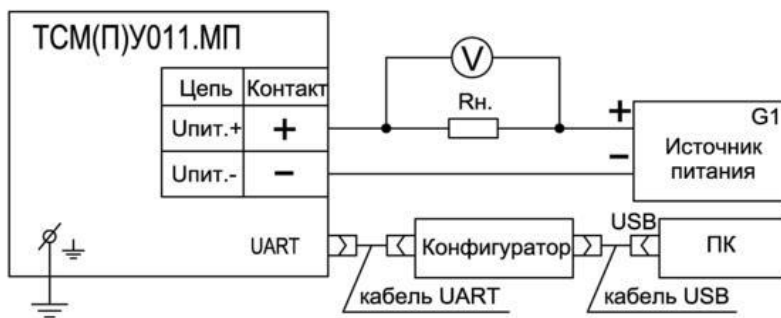 ТСМ(П)У011.МП
Цепь Контакт
Uпит.+ +
Uпит.- −
UART
V
Rн.
+
−
G1
Источник
питания
Конфигуратор
USB
ПК
кабель UART
кабель USB